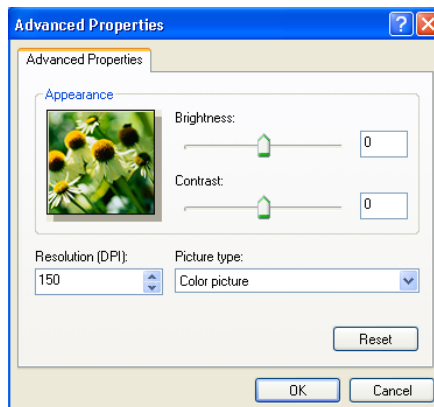 Advanced Properties
Advanced Properties
Appearance
Brightness:
0
Contrast:
0
Resolution (DPI):
150
Picture type:
Color picture
Reset
OK
Cancel